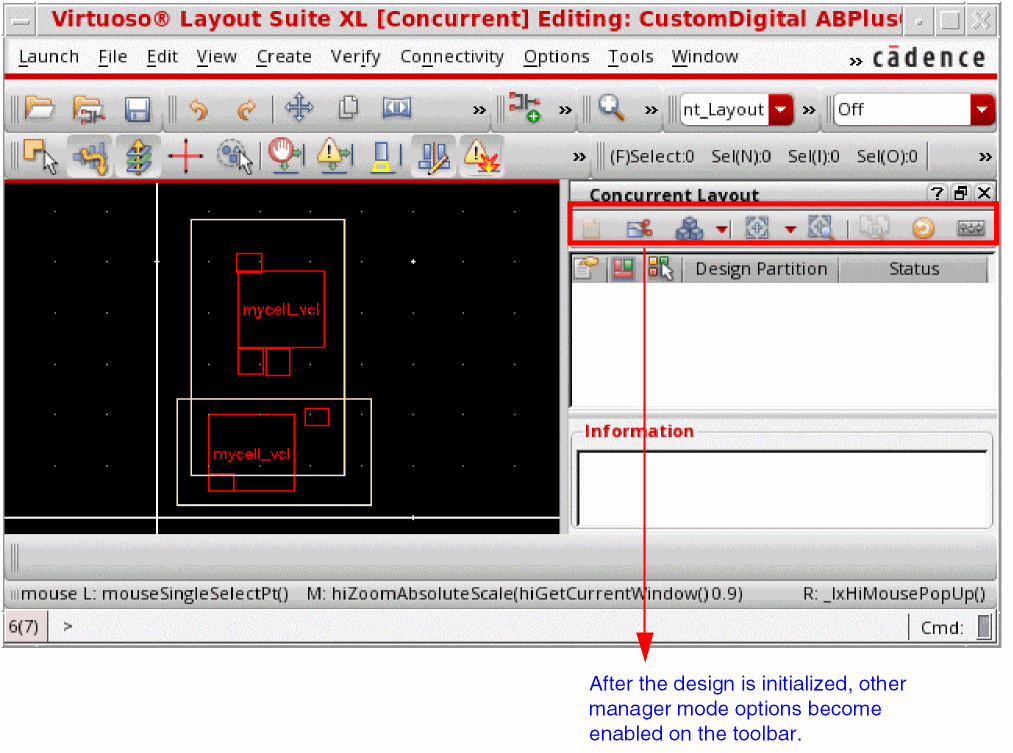 Virtuoso® Layout Suite XL [Concurrent] Editing: CustomDigital ABPlus
Launch File Edit View Create Verify Connectivity Options Tools Window » cādence
» » » nt_Layout » Off
» (F)Select:0 Sel(N):0 Sel(I):0 Sel(O):0 »
Concurrent Layout
Design Partition Status
mycell_vcl
Information
mycell_vcl
mouse L: mouseSingleSelectPt() M: hiZoomAbsoluteScale(hiGetCurrentWindow() 0.9) R: _lxHiMousePopUp()
6(7) > Cmd:
After the design is initialized, other
manager mode options become
enabled on the toolbar.